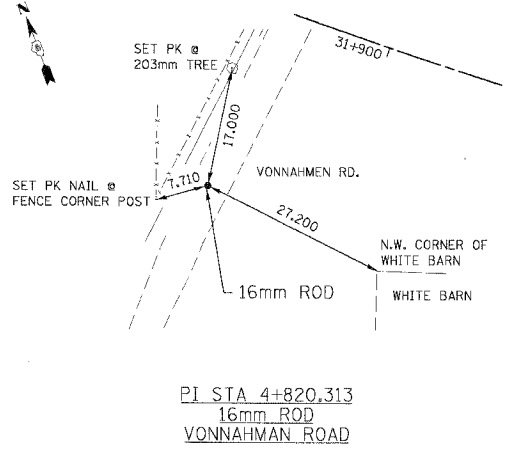 N
SET PK @
203mm TREE
31+900
17.000
VONNAHMEN RD.
7.710
SET PK NAIL @
FENCE CORNER POST
27.200
N.W. CORNER OF
WHITE BARN
WHITE BARN
16mm ROD
PI STA 4+820.313
16mm ROD
VONNAHMAN ROAD